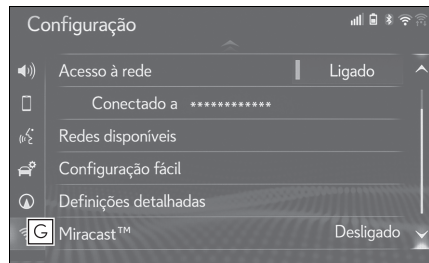 Configuração
Acesso à rede Ligado
Conectado a ************
Redes disponíveis
Configuração fácil
Definições detalhadas
G Miracast™ Desligado